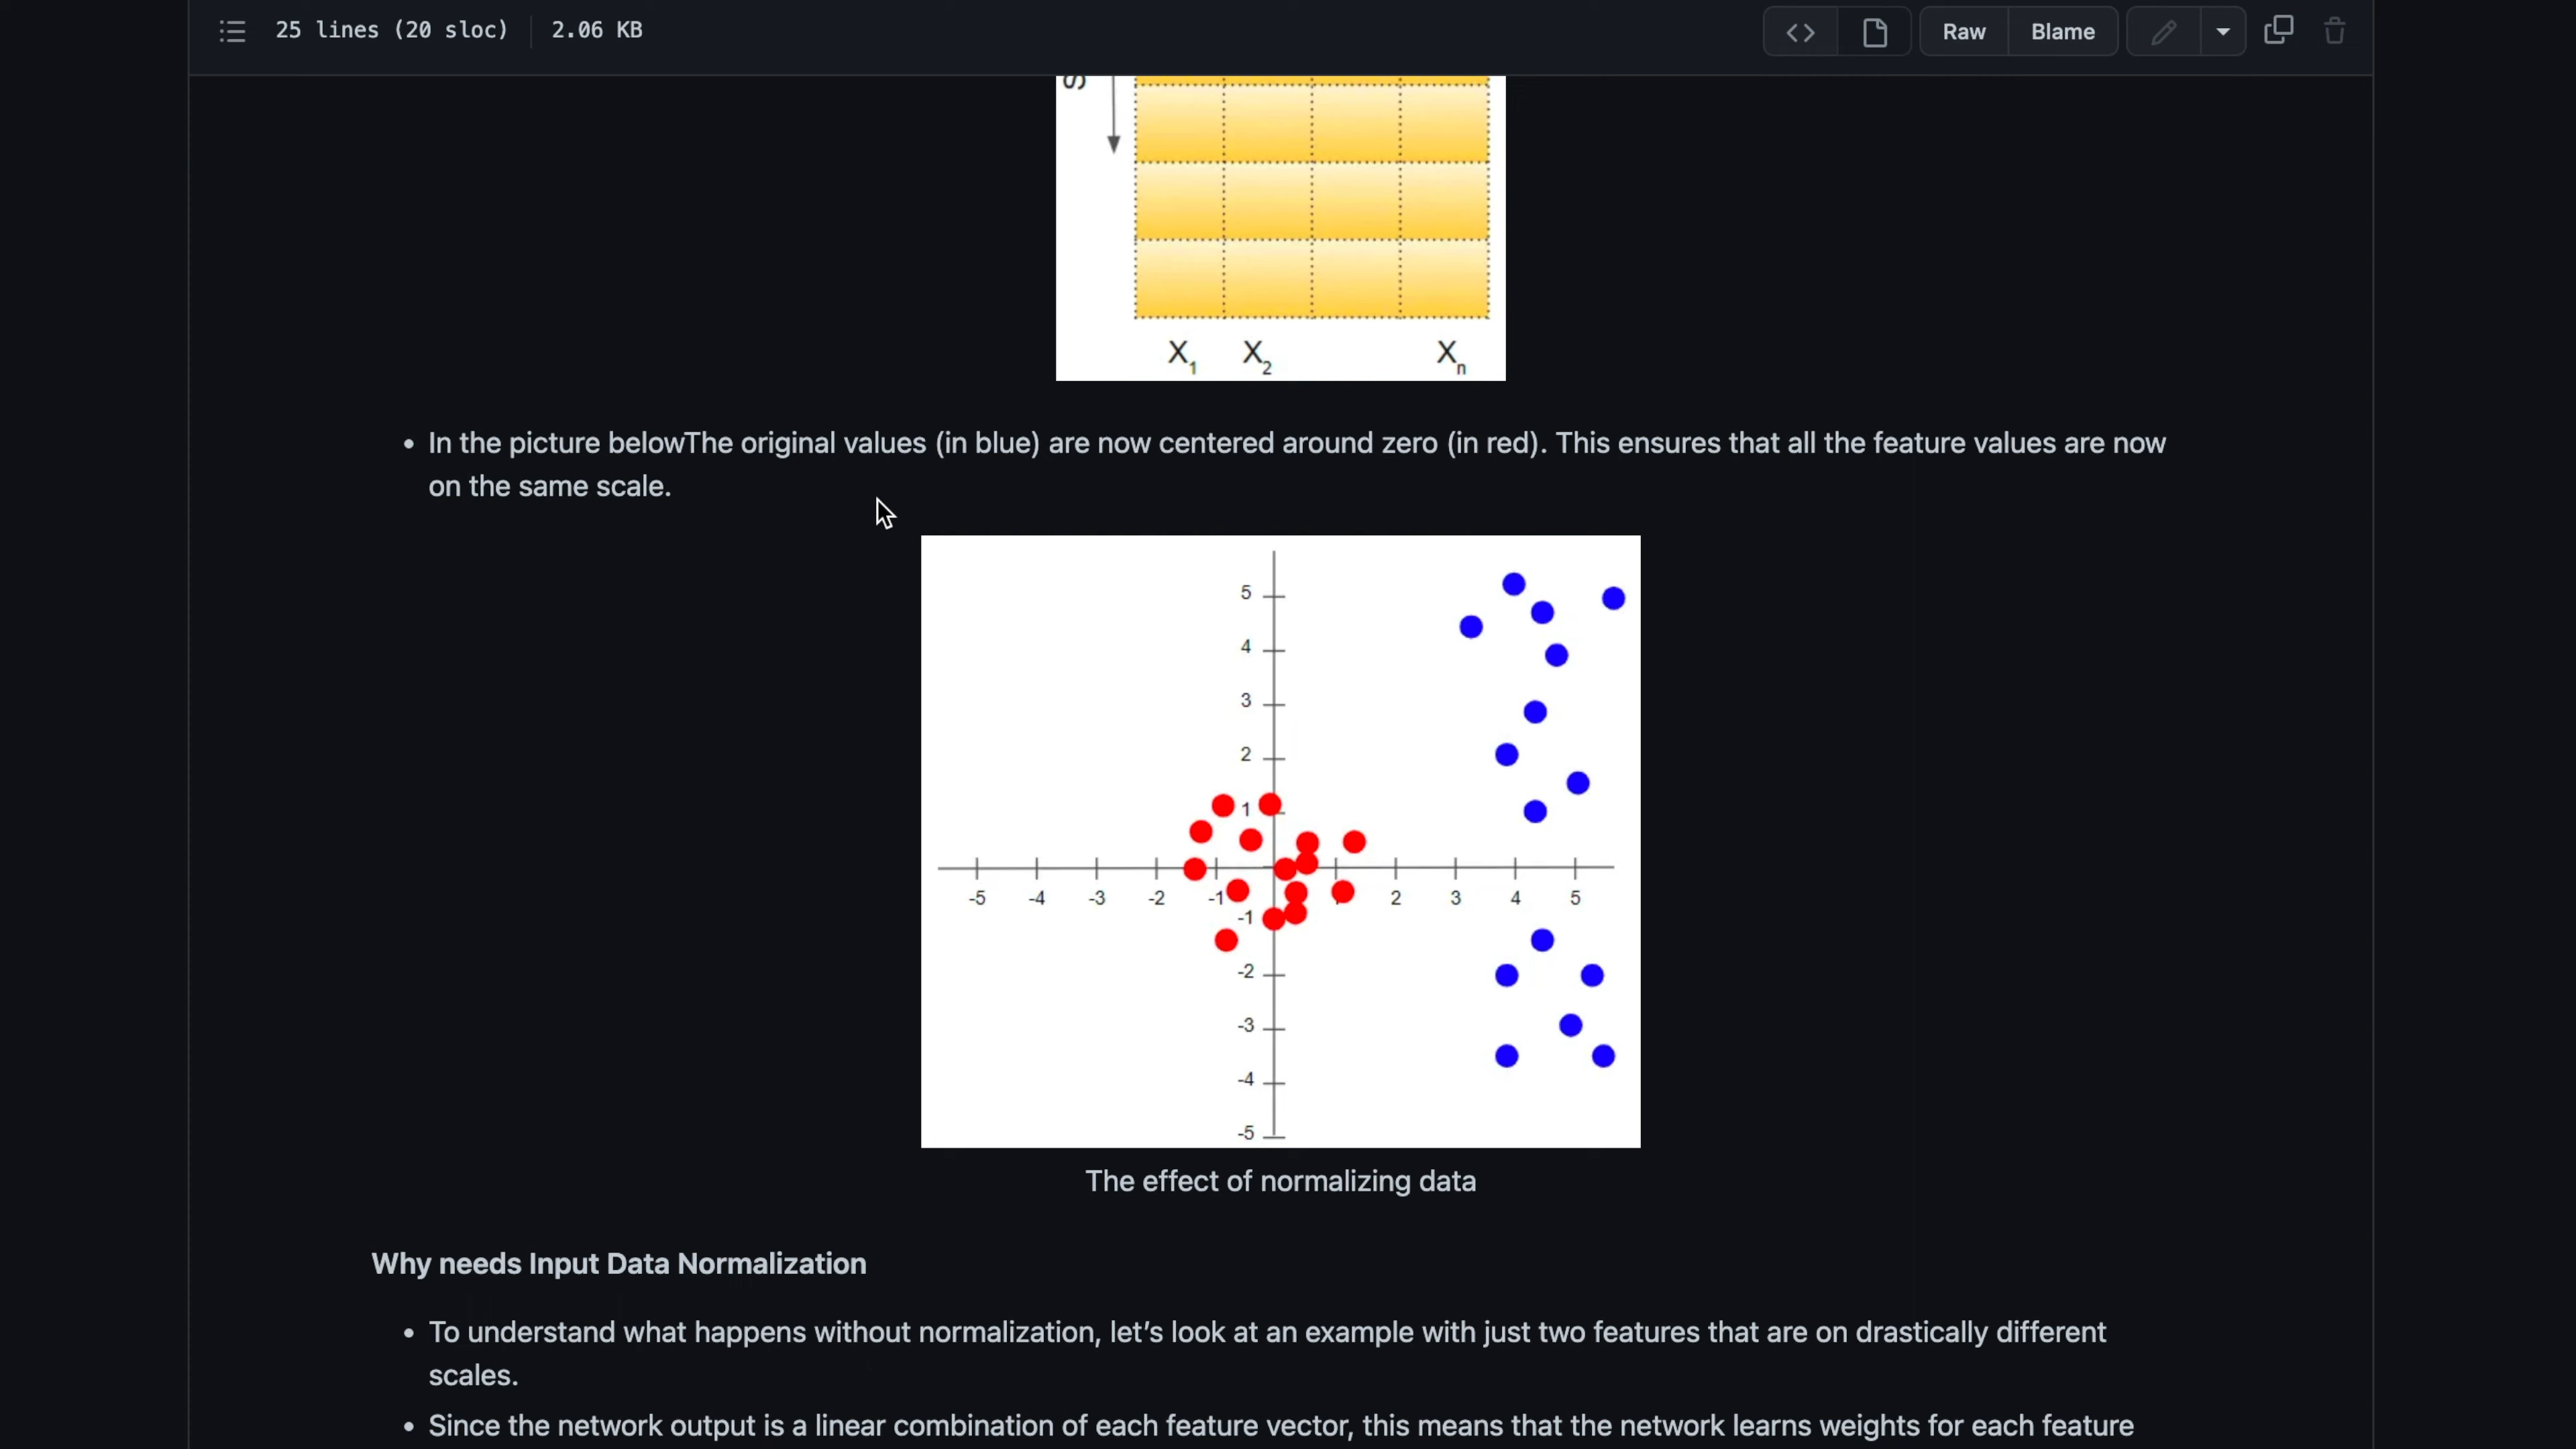 25 lines (20 sloc) 2.06 KB Raw Blame
S
X1 X2 Xn
In the picture belowThe original values (in blue) are now centered around zero (in red). This ensures that all the feature values are now
on the same scale.
5
4
3
2
1
-5 -4 -3 -2 -1 2 3 4 5
-1
-2
-3
-4
-5
The effect of normalizing data
Why needs Input Data Normalization
To understand what happens without normalization, let’s look at an example with just two features that are on drastically different
scales.
Since the network output is a linear combination of each feature vector, this means that the network learns weights for each feature